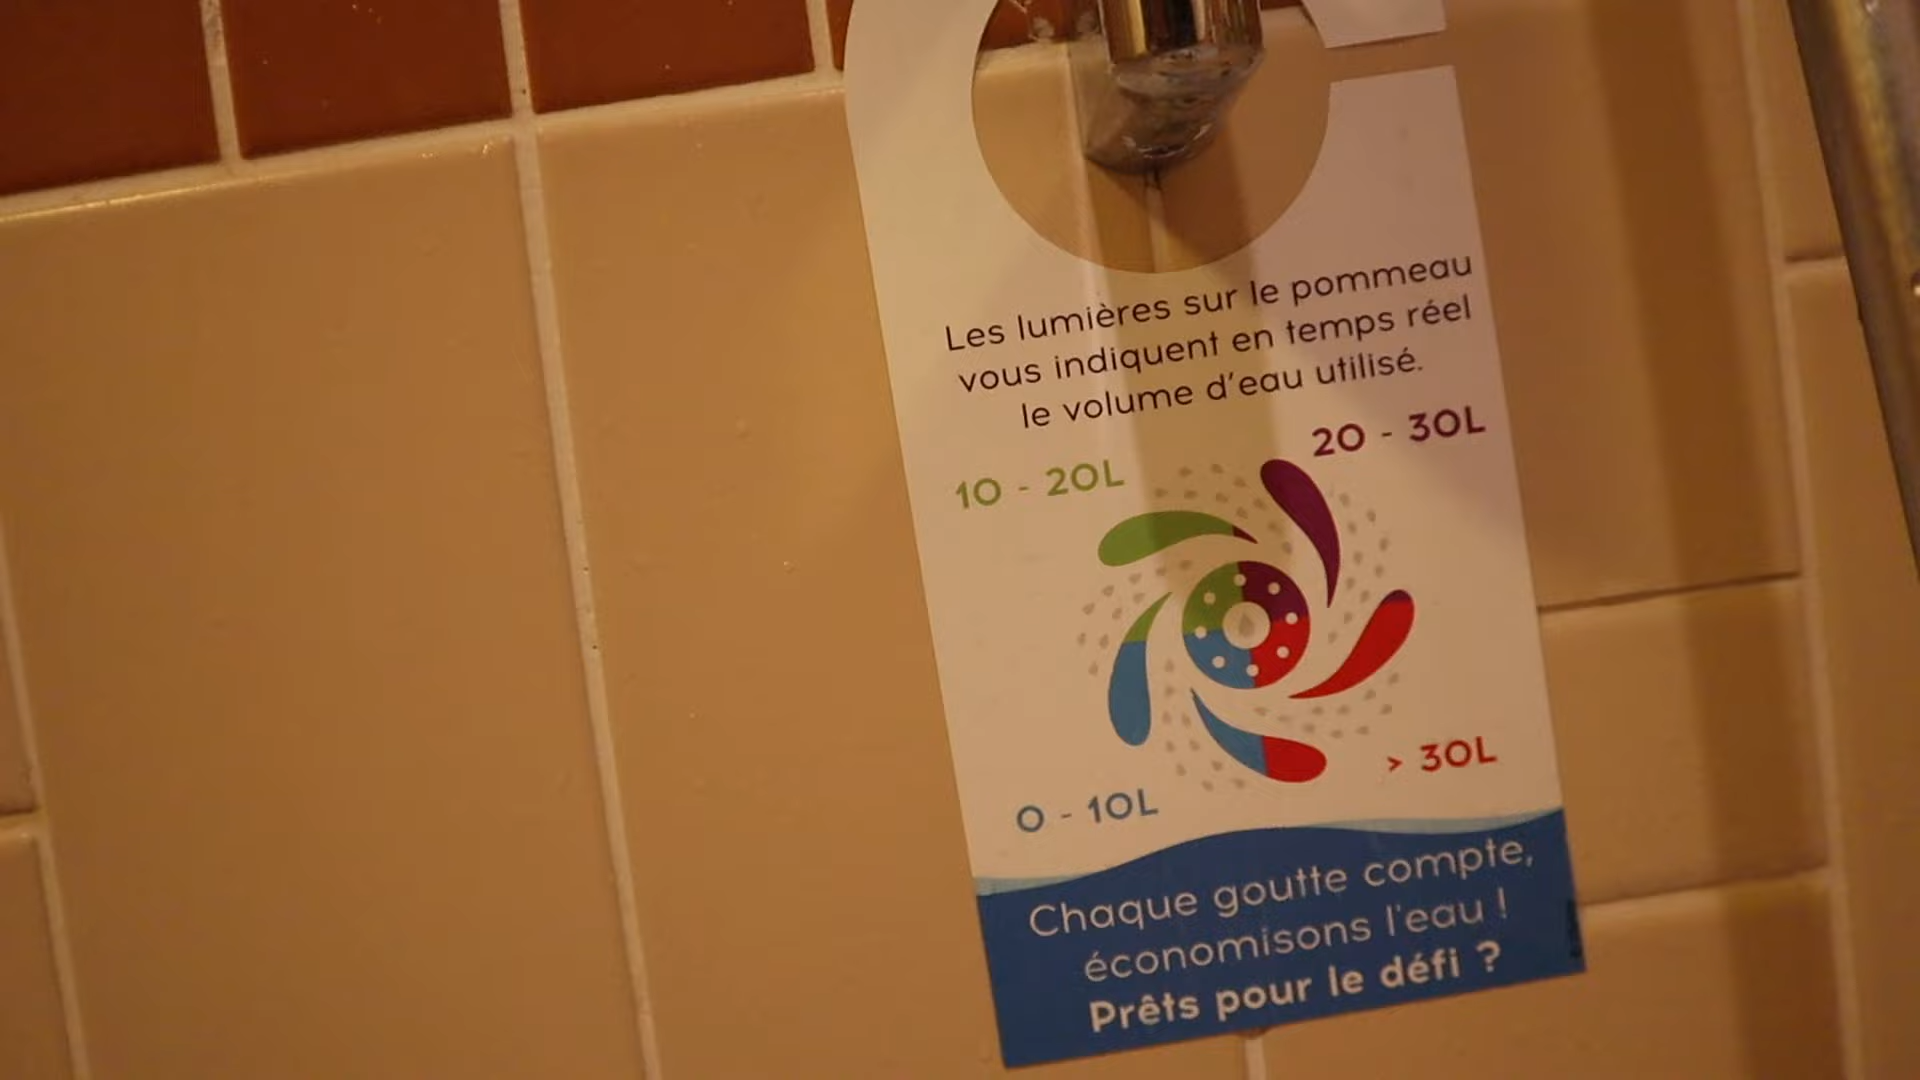 Les lumières sur le pommeau
vous indiquent en temps réel
le volume d'eau utilisé.
10 - 20L
20 - 30L
0 - 10L
> 30L
Chaque goutte compte,
économisons l'eau !
Prêts pour le défi ?